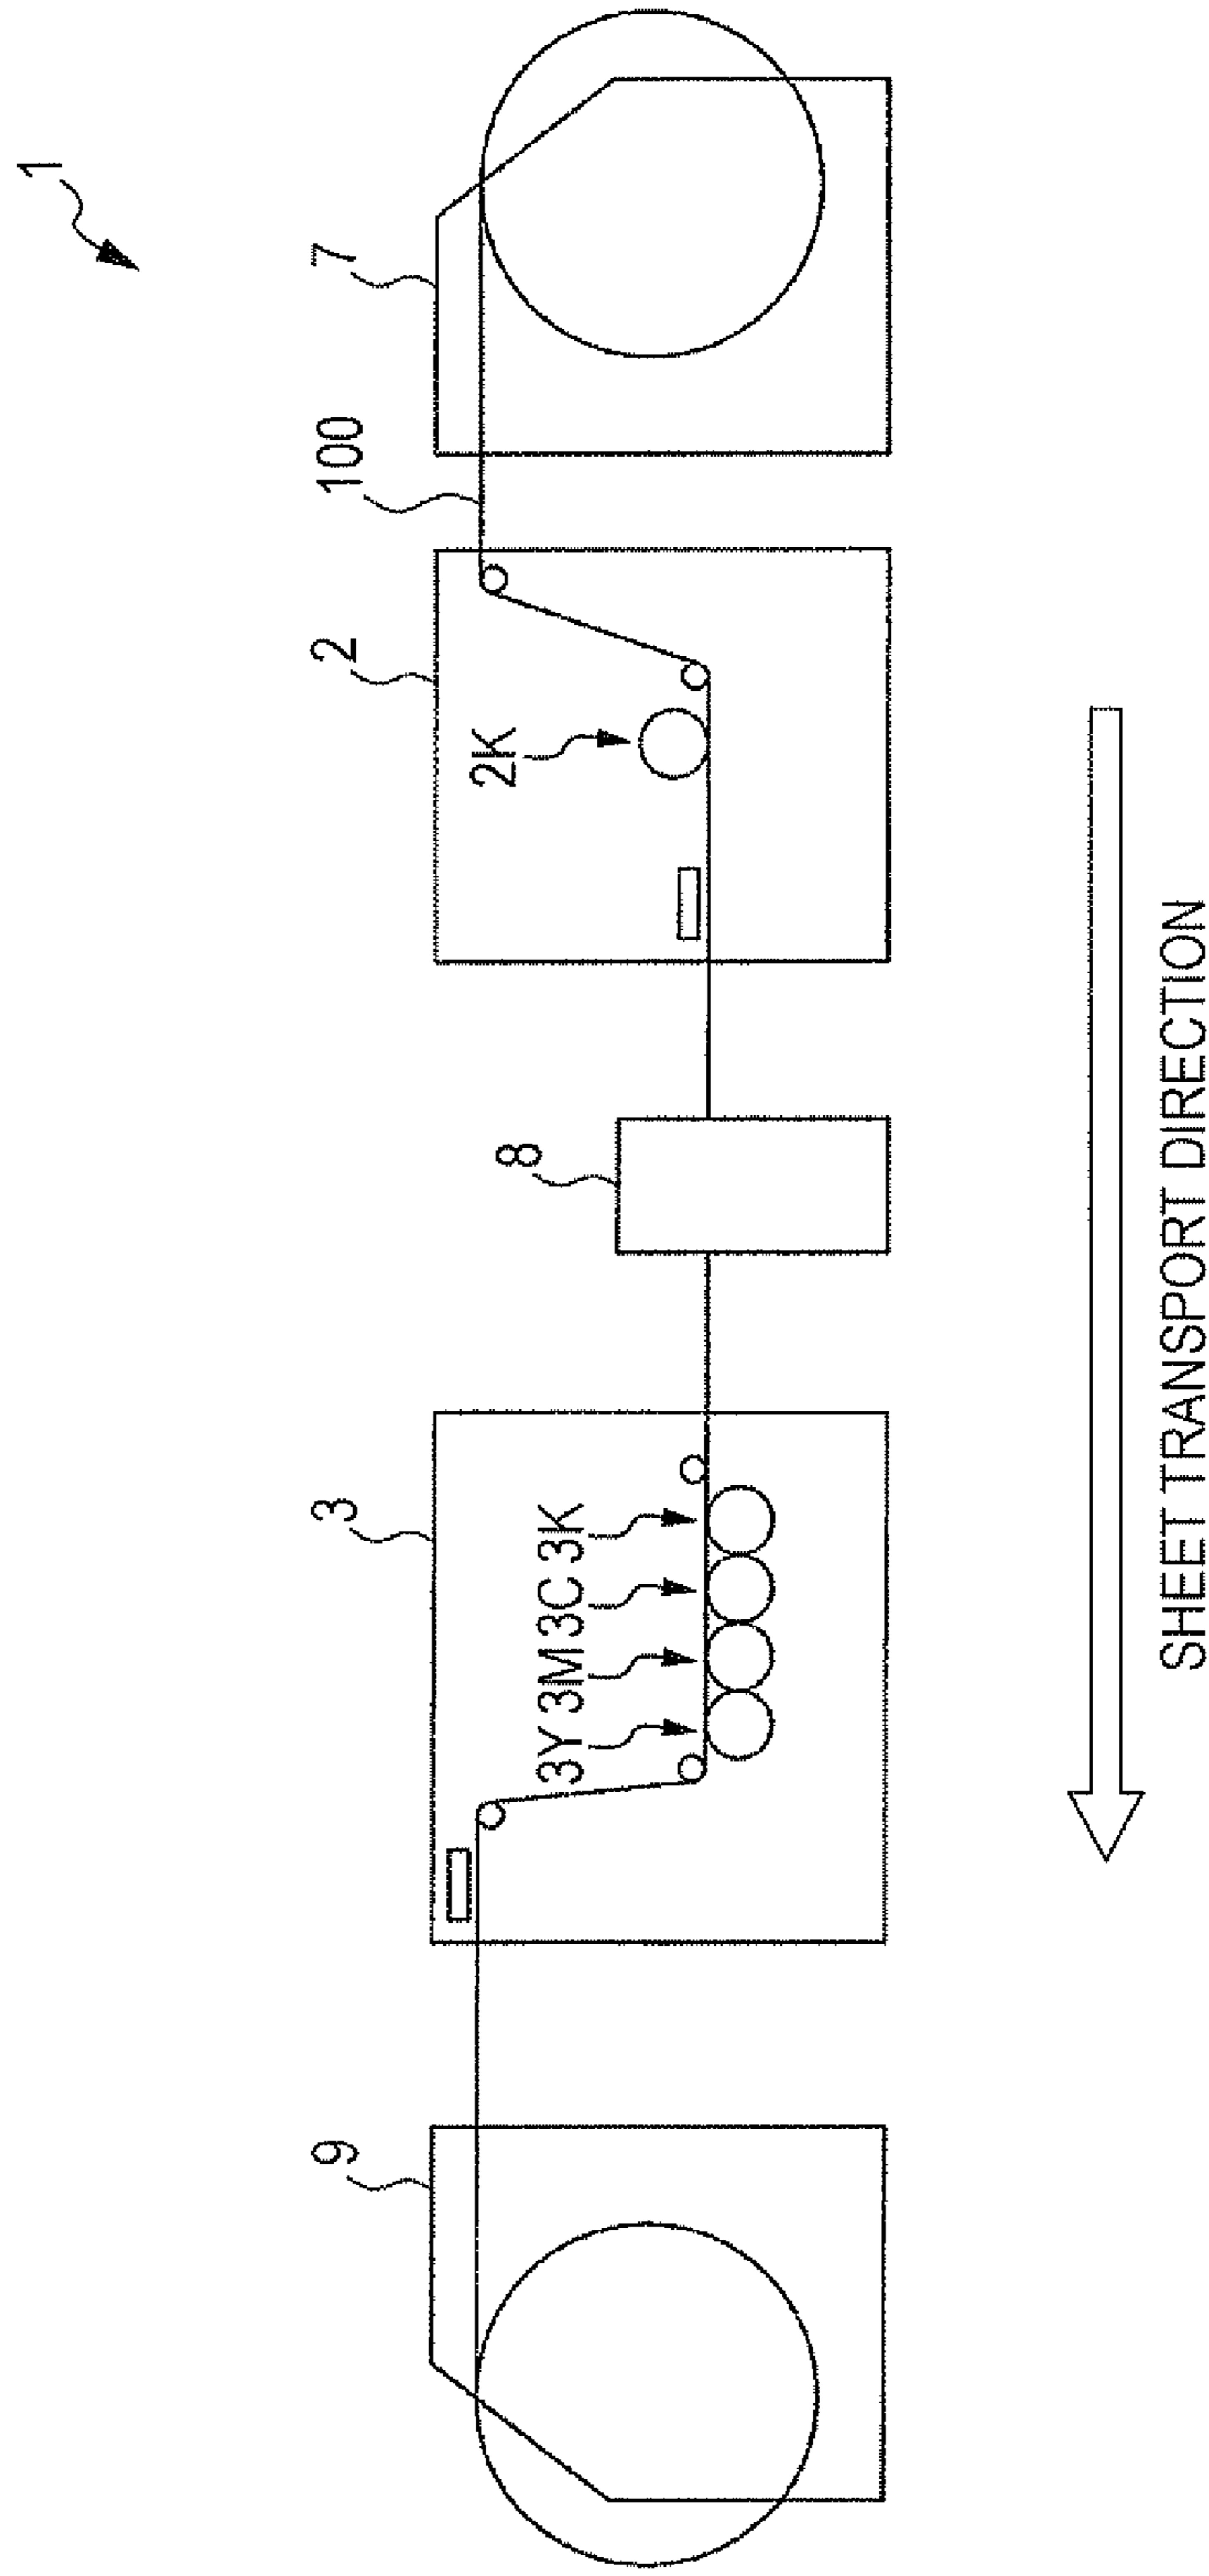 1
9
3
2
100
7
2K
8
3Y 3M 3C 3K
SHEET TRANSPORT DIRECTION